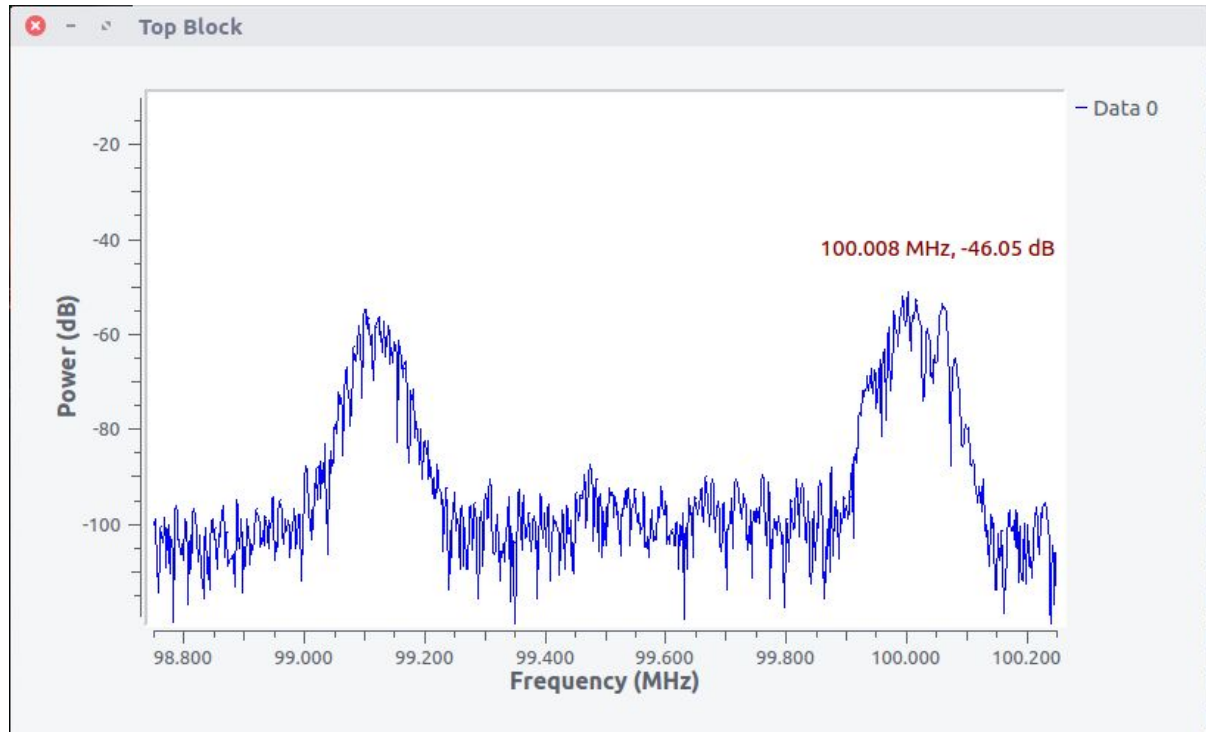 Top Block
Data 0
-20
-40
100.008 MHz, -46.05 dB
-60
-80
-100
Power (dB)
98.800 99.000 99.200 99.400 99.600 99.800 100.000 100.200
Frequency (MHz)